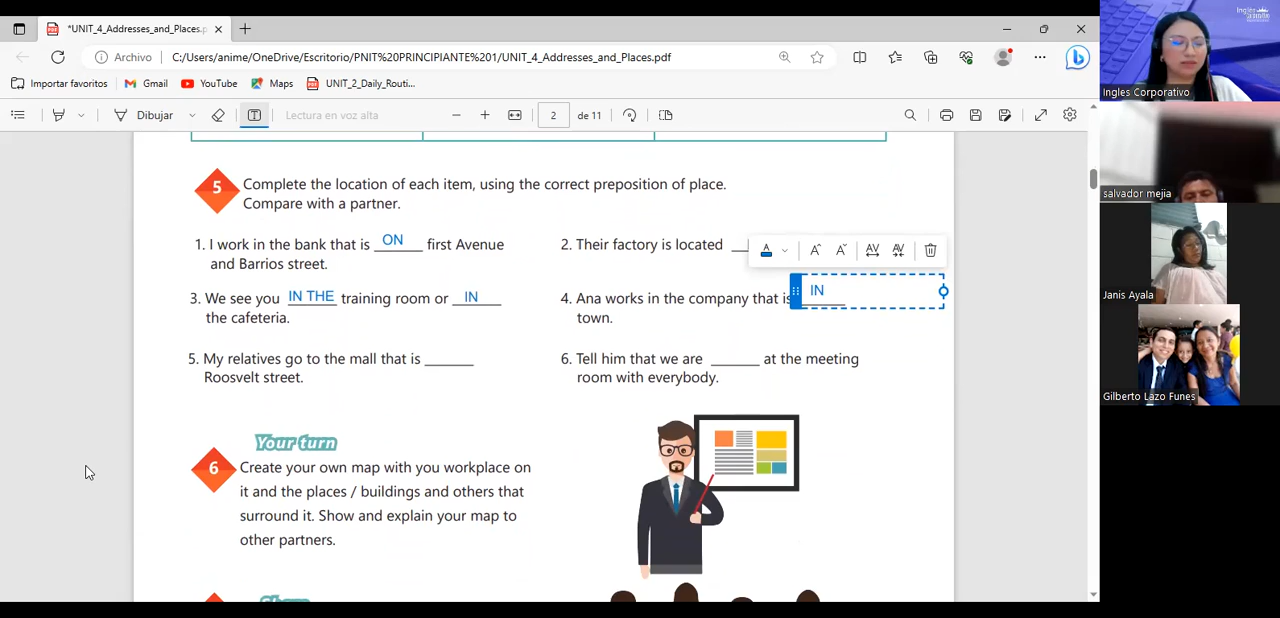 *UNIT_4_Addresses_and_Places.p
Archivo
C:/Users/anime/OneDrive/Escritorio/PNIT%20PRINCIPIANTE%201/UNIT_4_Addresses_and_Places.pdf
Importar favoritos
Gmail
YouTube
Maps
UNIT_2_Daily_Routi...
Dibujar
Lectura en voz alta
2
de 11
5
Complete the location of each item, using the correct preposition of place.
Compare with a partner.
1. I work in the bank that is ON first Avenue
and Barrios street.
2. Their factory is located
3. We see you IN THE training room or IN
the cafeteria.
4. Ana works in the company that is IN
town.
5. My relatives go to the mall that is ______
Roosvelt street.
6. Tell him that we are ______ at the meeting
room with everybody.
Your turn
6
Create your own map with you workplace on
it and the places / buildings and others that
surround it. Show and explain your map to
other partners.
Ingles Corporativo
salvador mejia
Janis Ayala
Gilberto Lazo Funes